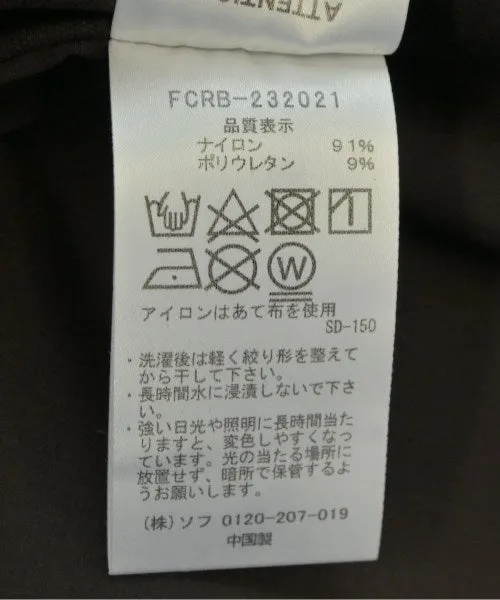 ATTENTIO
FCRB-232021
品質表示
ナイロン 91%
ポリウレタン 9%
W
アイロンはあて布を使用
SD-150
・洗濯後は軽く絞り形を整えて
から干して下さい。
・長時間水に浸漬しないで下さ
い。
・強い日光や照明に長時間当た
りますと、変色しやすくなっ
ています。光の当たる場所に
放置せず、暗所で保管するよ
うお願いします。
(株)ソフ 0120-207-019
中国製